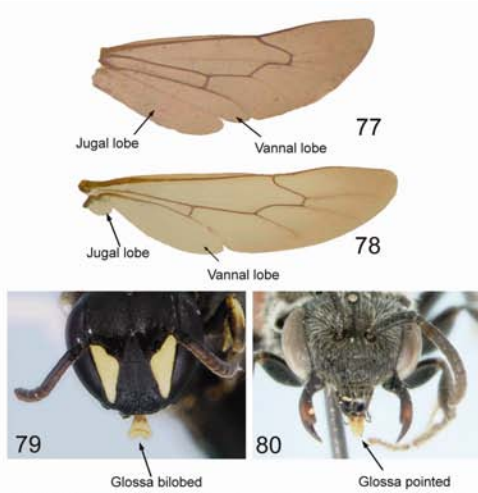 77
Jugal lobe
Vannal lobe
78
Jugal lobe
Vannal lobe
79
80
Glossa bilobed
Glossa pointed